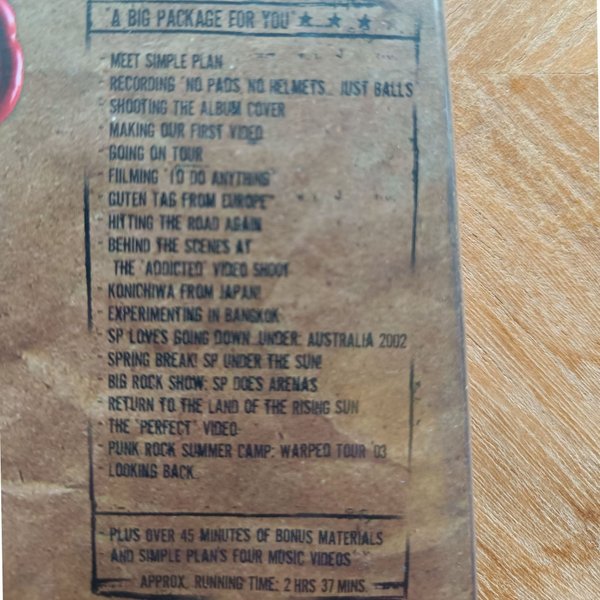 "A BIG PACKAGE FOR YOU"
- MEET SIMPLE PLAN
- RECORDING "NO PADS, NO HELMETS... JUST BALLS
- SHOOTING THE ALBUM COVER
- MAKING OUR FIRST VIDEO
- GOING ON TOUR
- FIILMING "I'D DO ANYTHING"
- GUTEN TAG FROM EUROPE
- HITTING THE ROAD AGAIN
- BEHIND THE SCENES AT
THE "ADDICTED" VIDEO SHOOT
- KONICHIWA FROM JAPAN!
- EXPERIMENTING IN BANGKOK
- SP LOVES GOING DOWN UNDER: AUSTRALIA 2002
- SPRING BREAK! SP UNDER THE SUN!
- BIG ROCK SHOW: SP DOES ARENAS
- RETURN TO THE LAND OF THE RISING SUN
- THE "PERFECT" VIDEO
- PUNK ROCK SUMMER CAMP: WARPED TOUR '03
- LOOKING BACK.
- PLUS OVER 45 MINUTES OF BONUS MATERIALS
- AND SIMPLE PLAN'S FOUR MUSIC VIDEOS
APPROX. RUNNING TIME: 2 HRS 37 MINS.